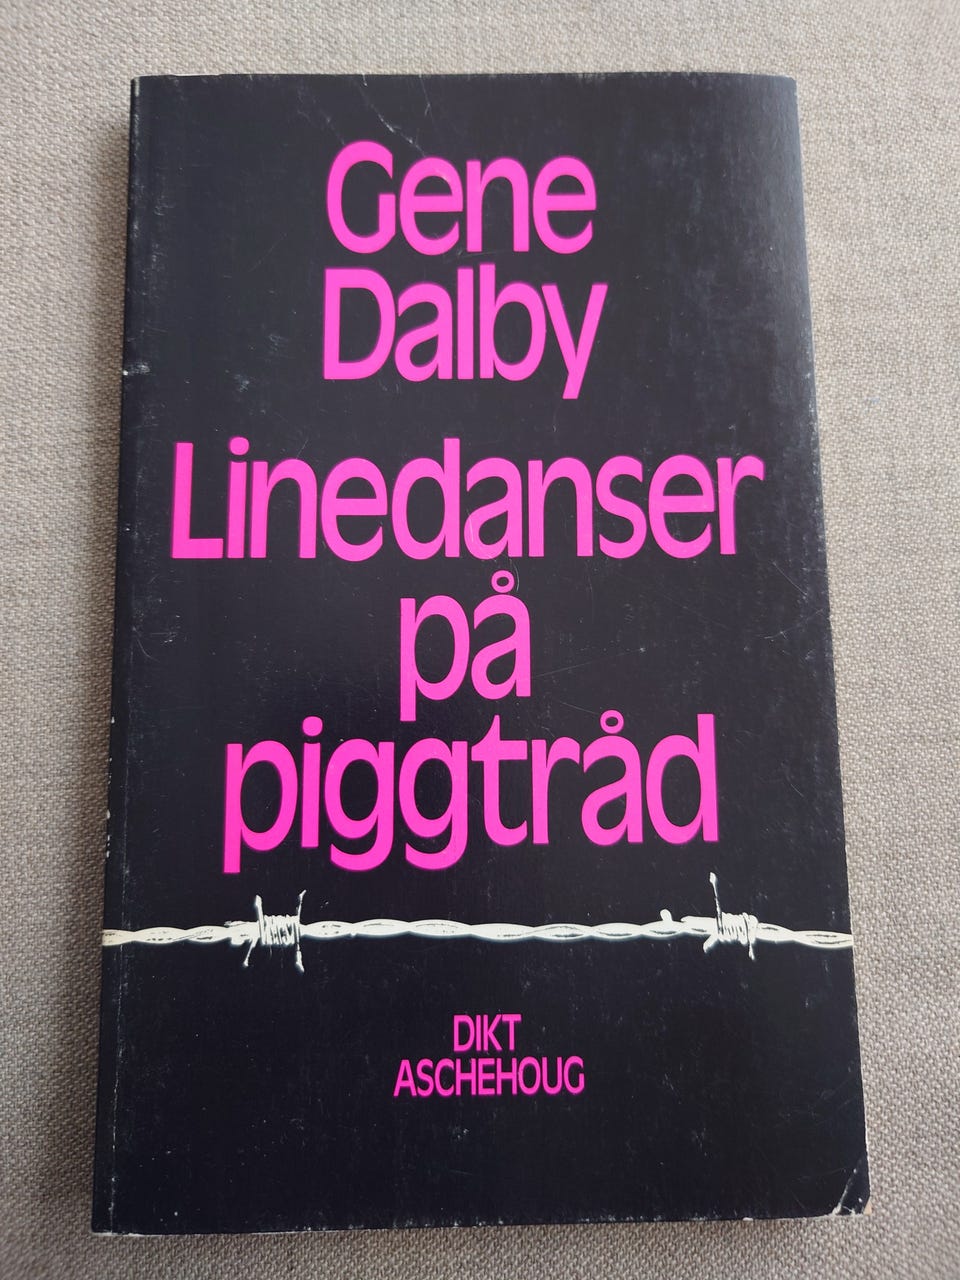 Gene
Dalby
Linedanser
på
piggtråd
DIKT
ASCHEHOUG